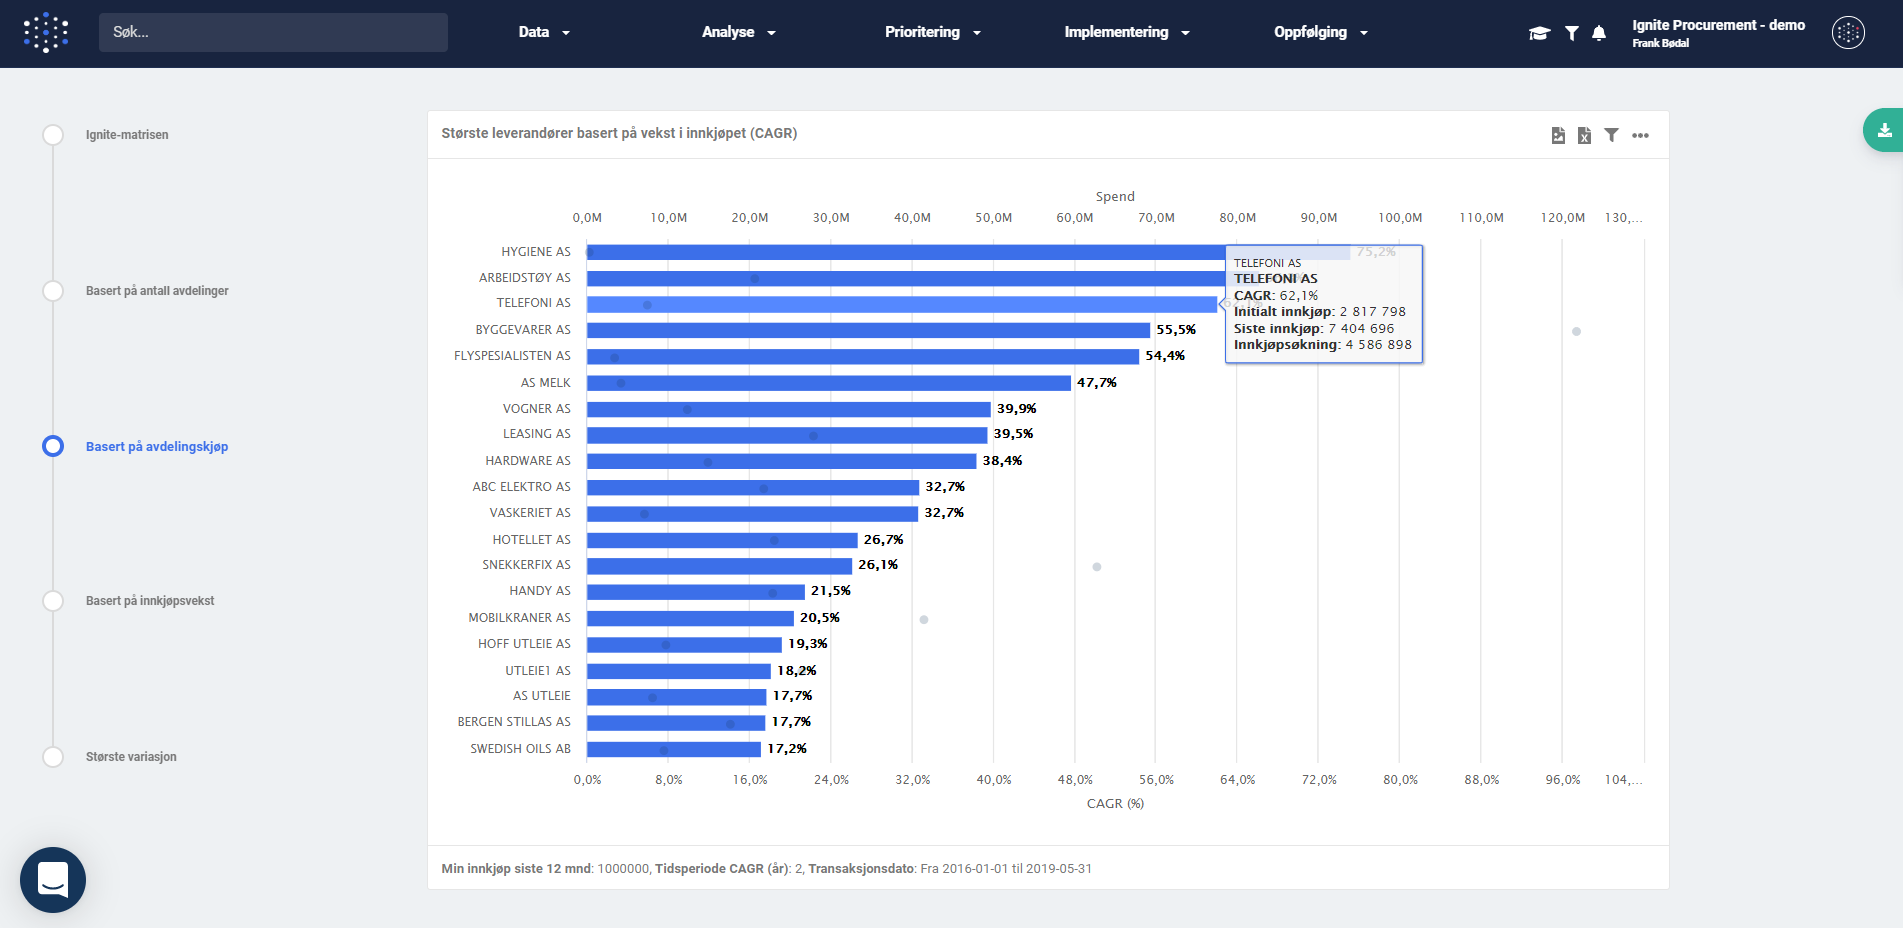 Søk...
Data
Analyse
Prioritering
Implementering
Oppfølging
Ignite Procurement - demo
Frank Bødal
Ignite-matrisen
Basert på antall avdelinger
Basert på avdelingskjøp
Basert på innkjøpsvekst
Største variasjon
Største leverandører basert på vekst i innkjøpet (CAGR)
Spend
0,0M 10,0M 20,0M 30,0M 40,0M 50,0M 60,0M 70,0M 80,0M 90,0M 100,0M 110,0M 120,0M 130,...
HYGIENE AS 75,2%
ARBEIDSTØY AS
TELEFONI AS 62,1%
BYGGEVARER AS 55,5%
FLYSPESIALISTEN AS 54,4%
AS MELK 47,7%
VOGNER AS 39,9%
LEASING AS 39,5%
HARDWARE AS 38,4%
ABC ELEKTRO AS 32,7%
VASKERIET AS 32,7%
HOTELLET AS 26,7%
SNEKKERFIX AS 26,1%
HANDY AS 21,5%
MOBILKRANER AS 20,5%
HOFF UTLEIE AS 19,3%
UTLEIE1 AS 18,2%
AS UTLEIE 17,7%
BERGEN STILLAS AS 17,7%
SWEDISH OILS AB 17,2%
TELEFONI AS
TELEFONI AS
CAGR: 62,1%
Initialt innkjøp: 2 817 798
Siste innkjøp: 7 404 696
Innkjøpsøkning: 4 586 898
0,0% 8,0% 16,0% 24,0% 32,0% 40,0% 48,0% 56,0% 64,0% 72,0% 80,0% 88,0% 96,0% 104,...
CAGR (%)
Min innkjøp siste 12 mnd: 1000000, Tidsperiode CAGR (år): 2, Transaksjonsdato: Fra 2016-01-01 til 2019-05-31